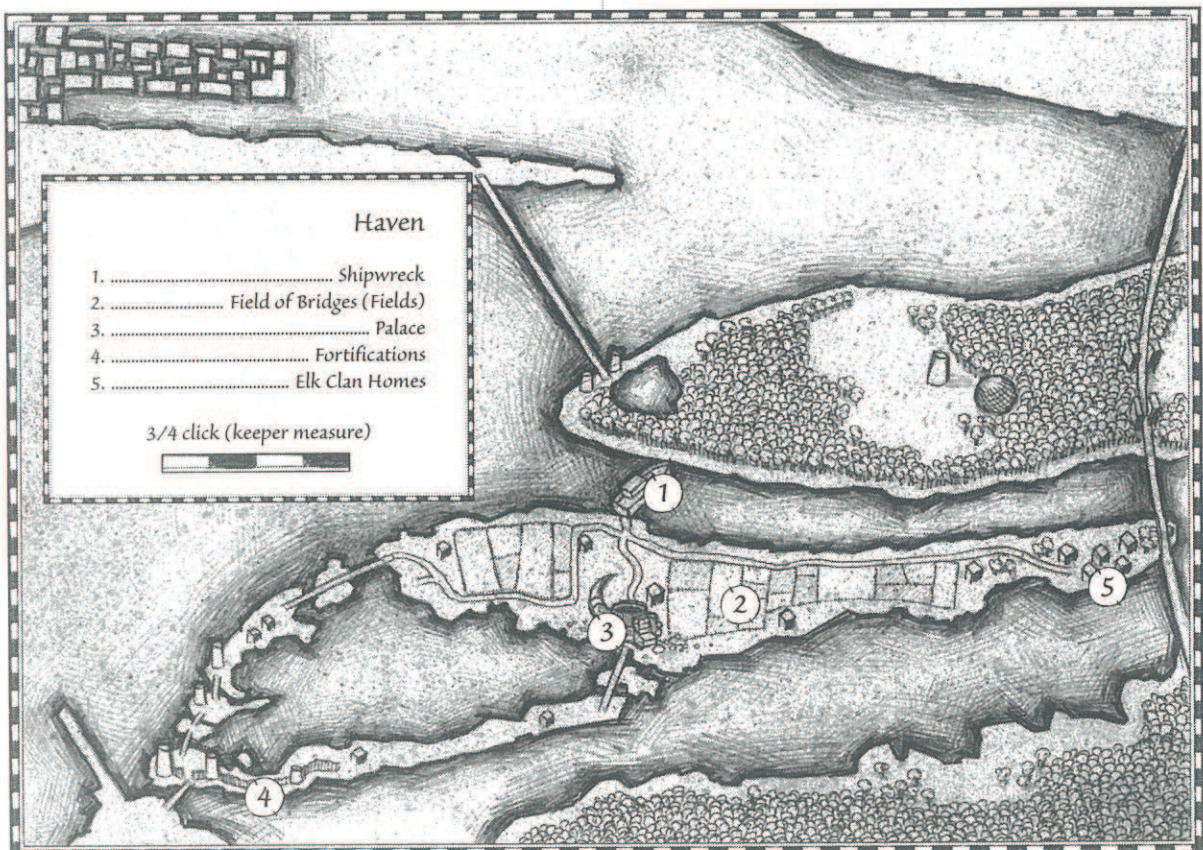 Haven
1. .......................................... Shipwreck
2. ..................... Field of Bridges (Fields)
3. ................................................ Palace
4. ..................................... Fortifications
5. ................................. Elk Clan Homes
3/4 click (keeper measure)
1
2
3
5
4